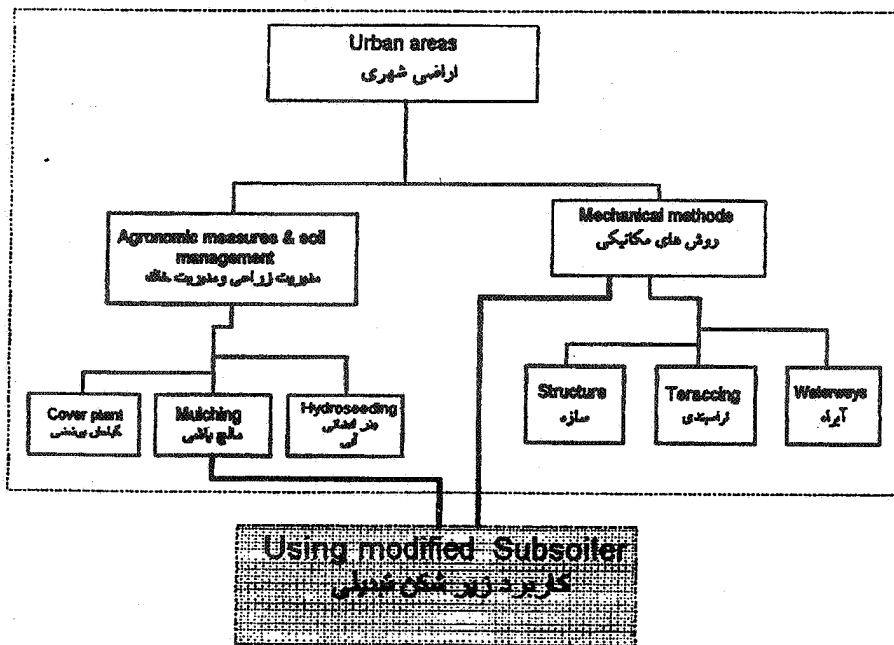 Urban areas
اراضی شهری
Agronomic measures & soil
management
مدیریت زراعی و مدیریت خاک
Mechanical methode
روش های مکانیکی
Cover plant
گیاهان پوششی
Mulching
مالچ پاشی
Hydroseeding
بذر افشانی
آبی
Structure
سازه
Teraccing
تراسبندی
Waterways
آبراه
Using modified Subsoiler
کاربرد زیر شکن تبدیلی